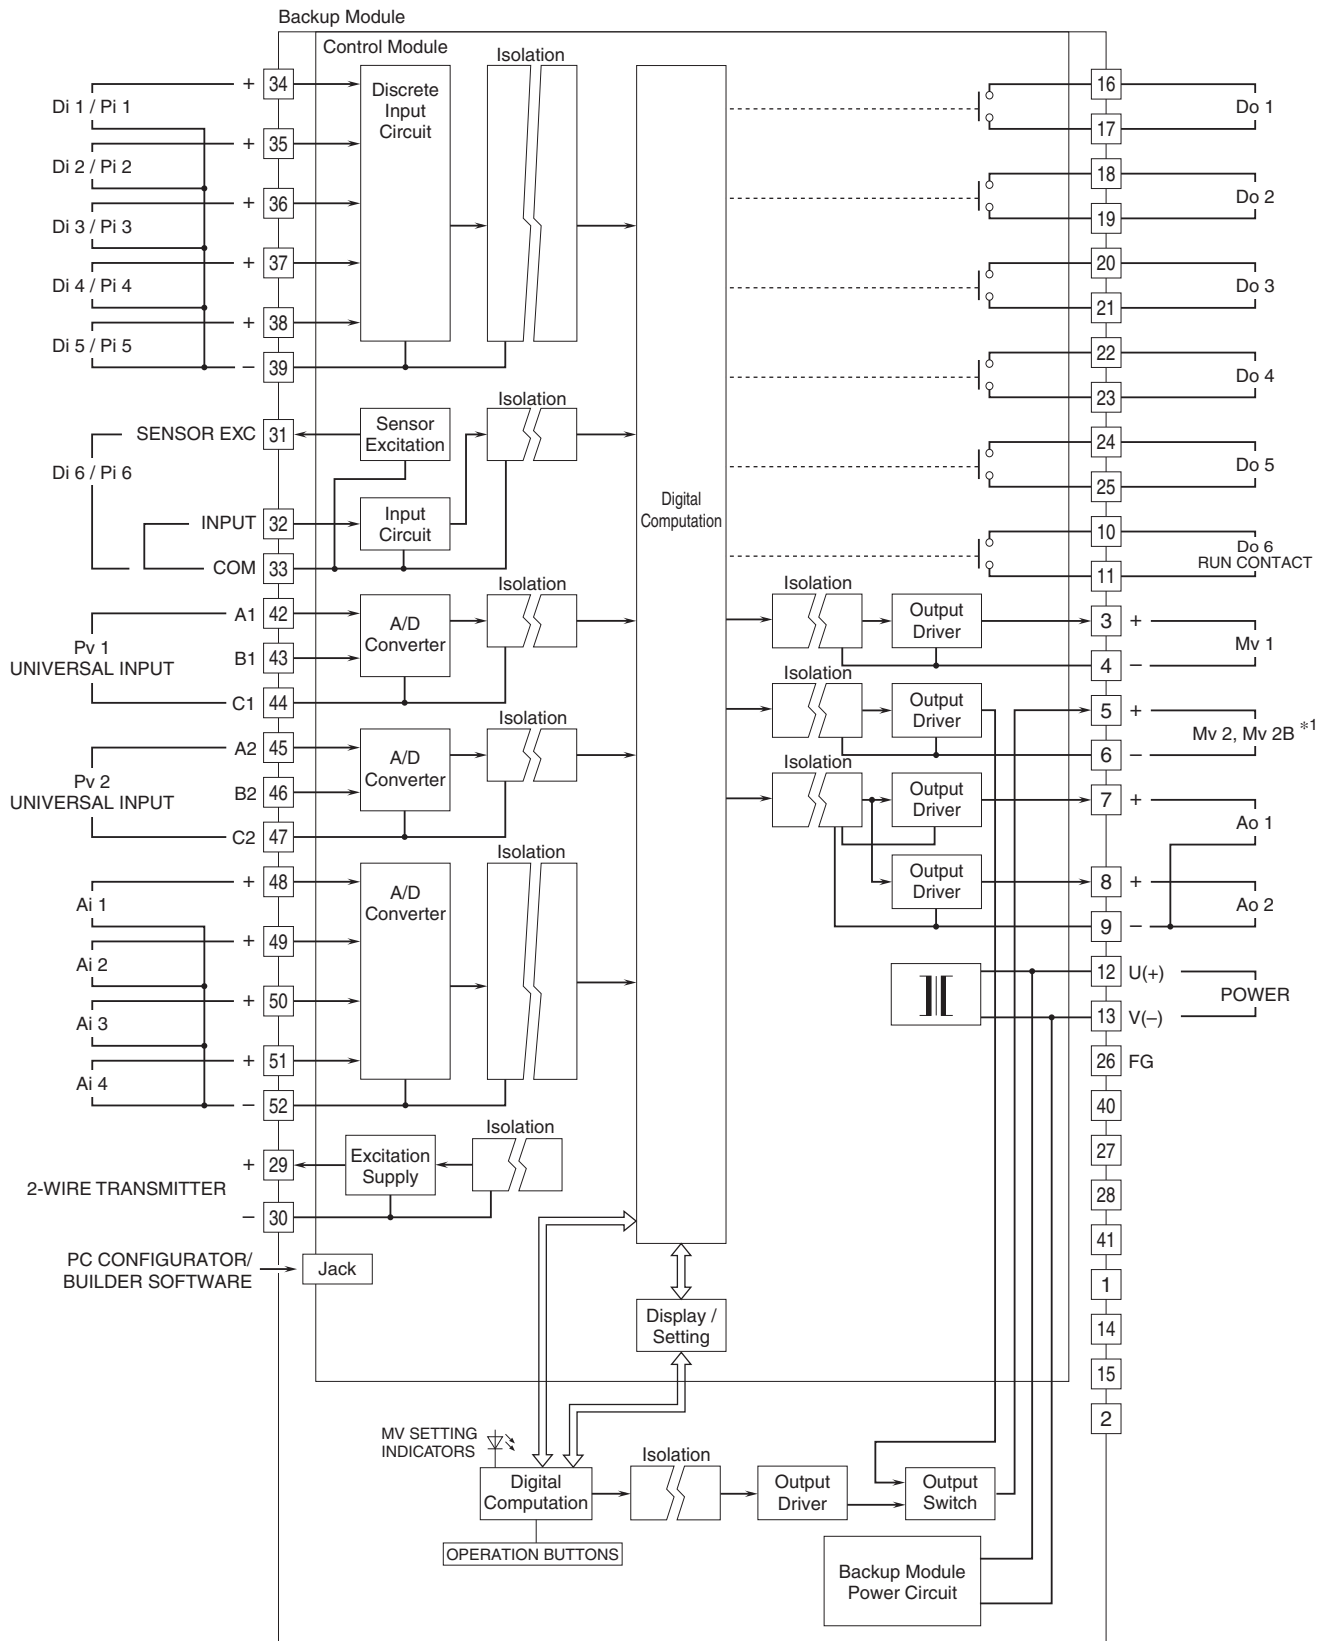 Backup Module
Control Module
Isolation
Di 1 / Pi 1
+ 34
Discrete
Input
Circuit
Di 2 / Pi 2
+ 35
Di 3 / Pi 3
+ 36
Di 4 / Pi 4
+ 37
Di 5 / Pi 5
+ 38
− 39
Isolation
SENSOR EXC 31
Sensor
Excitation
Di 6 / Pi 6
INPUT 32
Input
Circuit
COM 33
Isolation
A1 42
A/D
Converter
Pv 1
UNIVERSAL INPUT
B1 43
C1 44
Isolation
A2 45
A/D
Converter
Pv 2
UNIVERSAL INPUT
B2 46
C2 47
Isolation
+ 48
A/D
Converter
Ai 1
+ 49
Ai 2
+ 50
Ai 3
+ 51
Ai 4
− 52
Isolation
+ 29
Excitation
Supply
2-WIRE TRANSMITTER
− 30
PC CONFIGURATOR/
BUILDER SOFTWARE
Jack
Digital
Computation
Display /
Setting
16
Do 1
17
18
Do 2
19
20
Do 3
21
22
Do 4
23
24
Do 5
25
10
Do 6
RUN CONTACT
11
Isolation
Output
Driver
3 +
Mv 1
4 −
Isolation
Output
Driver
5 +
Mv 2, Mv 2B *1
6 −
Isolation
Output
Driver
7 +
Ao 1
Output
Driver
8 +
Ao 2
9 −
12 U(+)
POWER
13 V(−)
26 FG
40
27
28
41
1
14
15
2
MV SETTING
INDICATORS
Digital
Computation
OPERATION BUTTONS
Isolation
Output
Driver
Output
Switch
Backup Module
Power Circuit